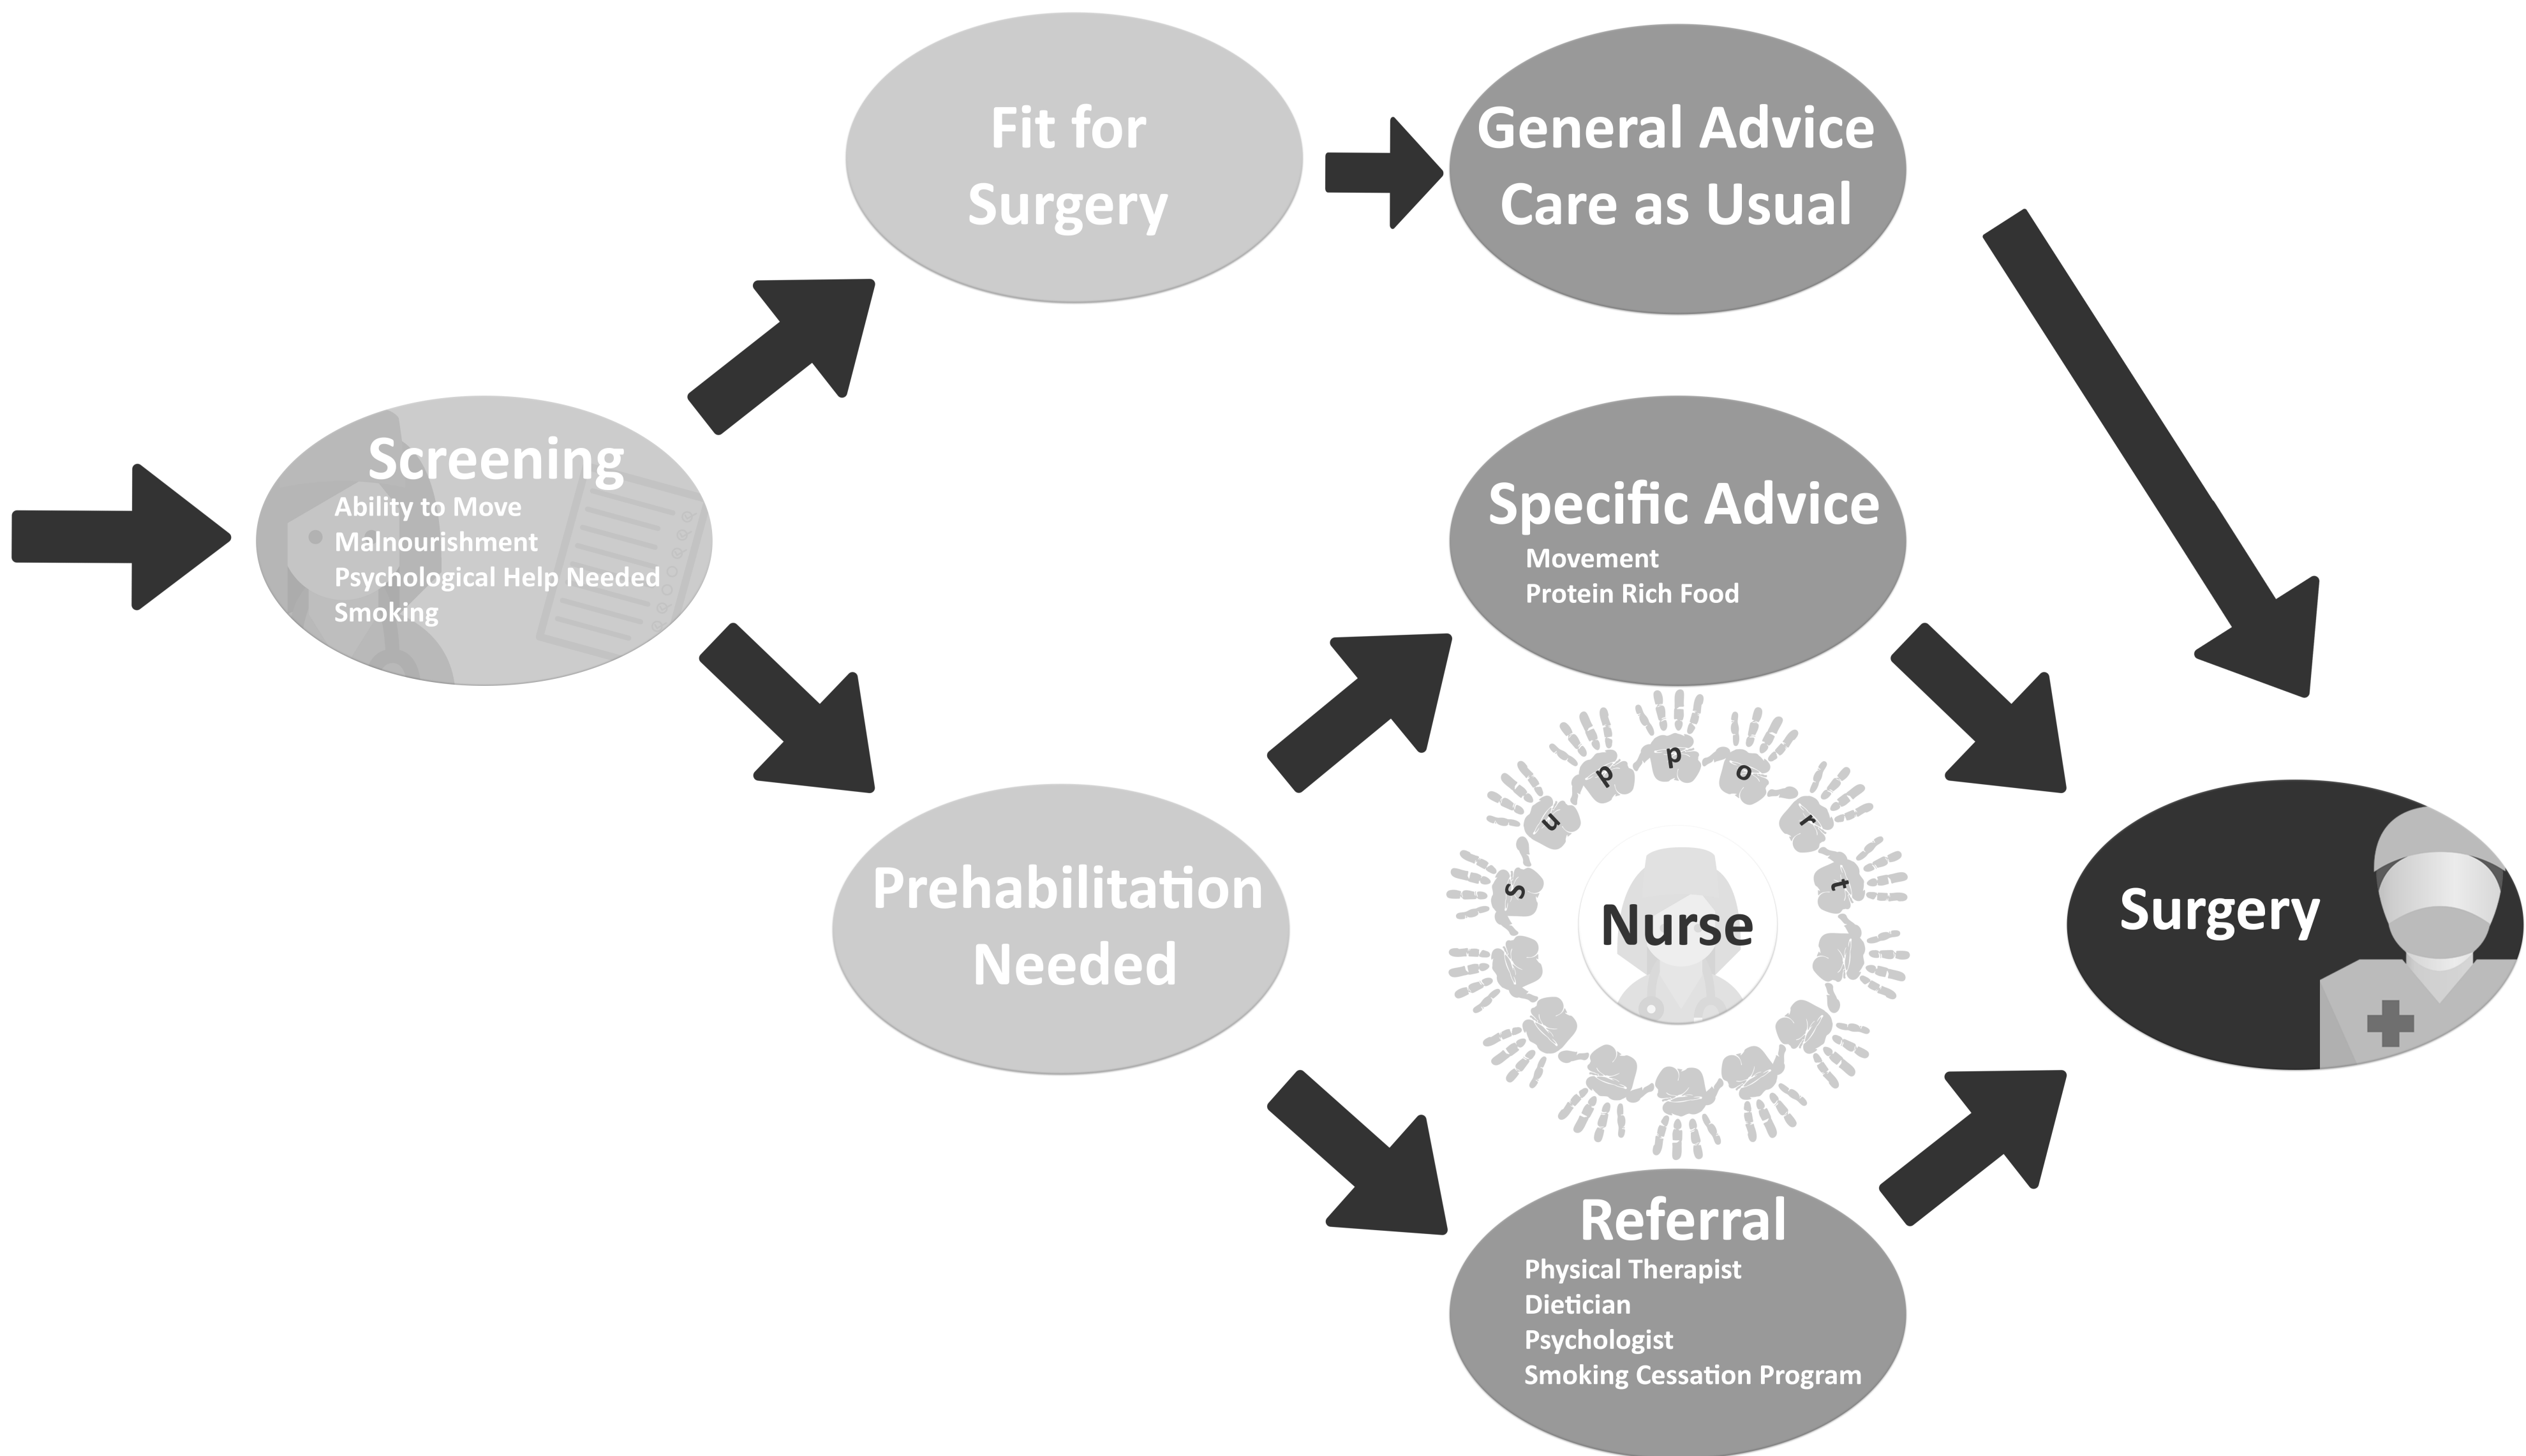 Fit for
Surgery
General Advice
Care as Usual
Screening
Ability to Move
Malnourishment
Psychological Help Needed
Smoking
Specific Advice
Movement
Protein Rich Food
Support
Nurse
Prehabilitation
Needed
Surgery
Referral
Physical Therapist
Dietician
Psychologist
Smoking Cessation Program